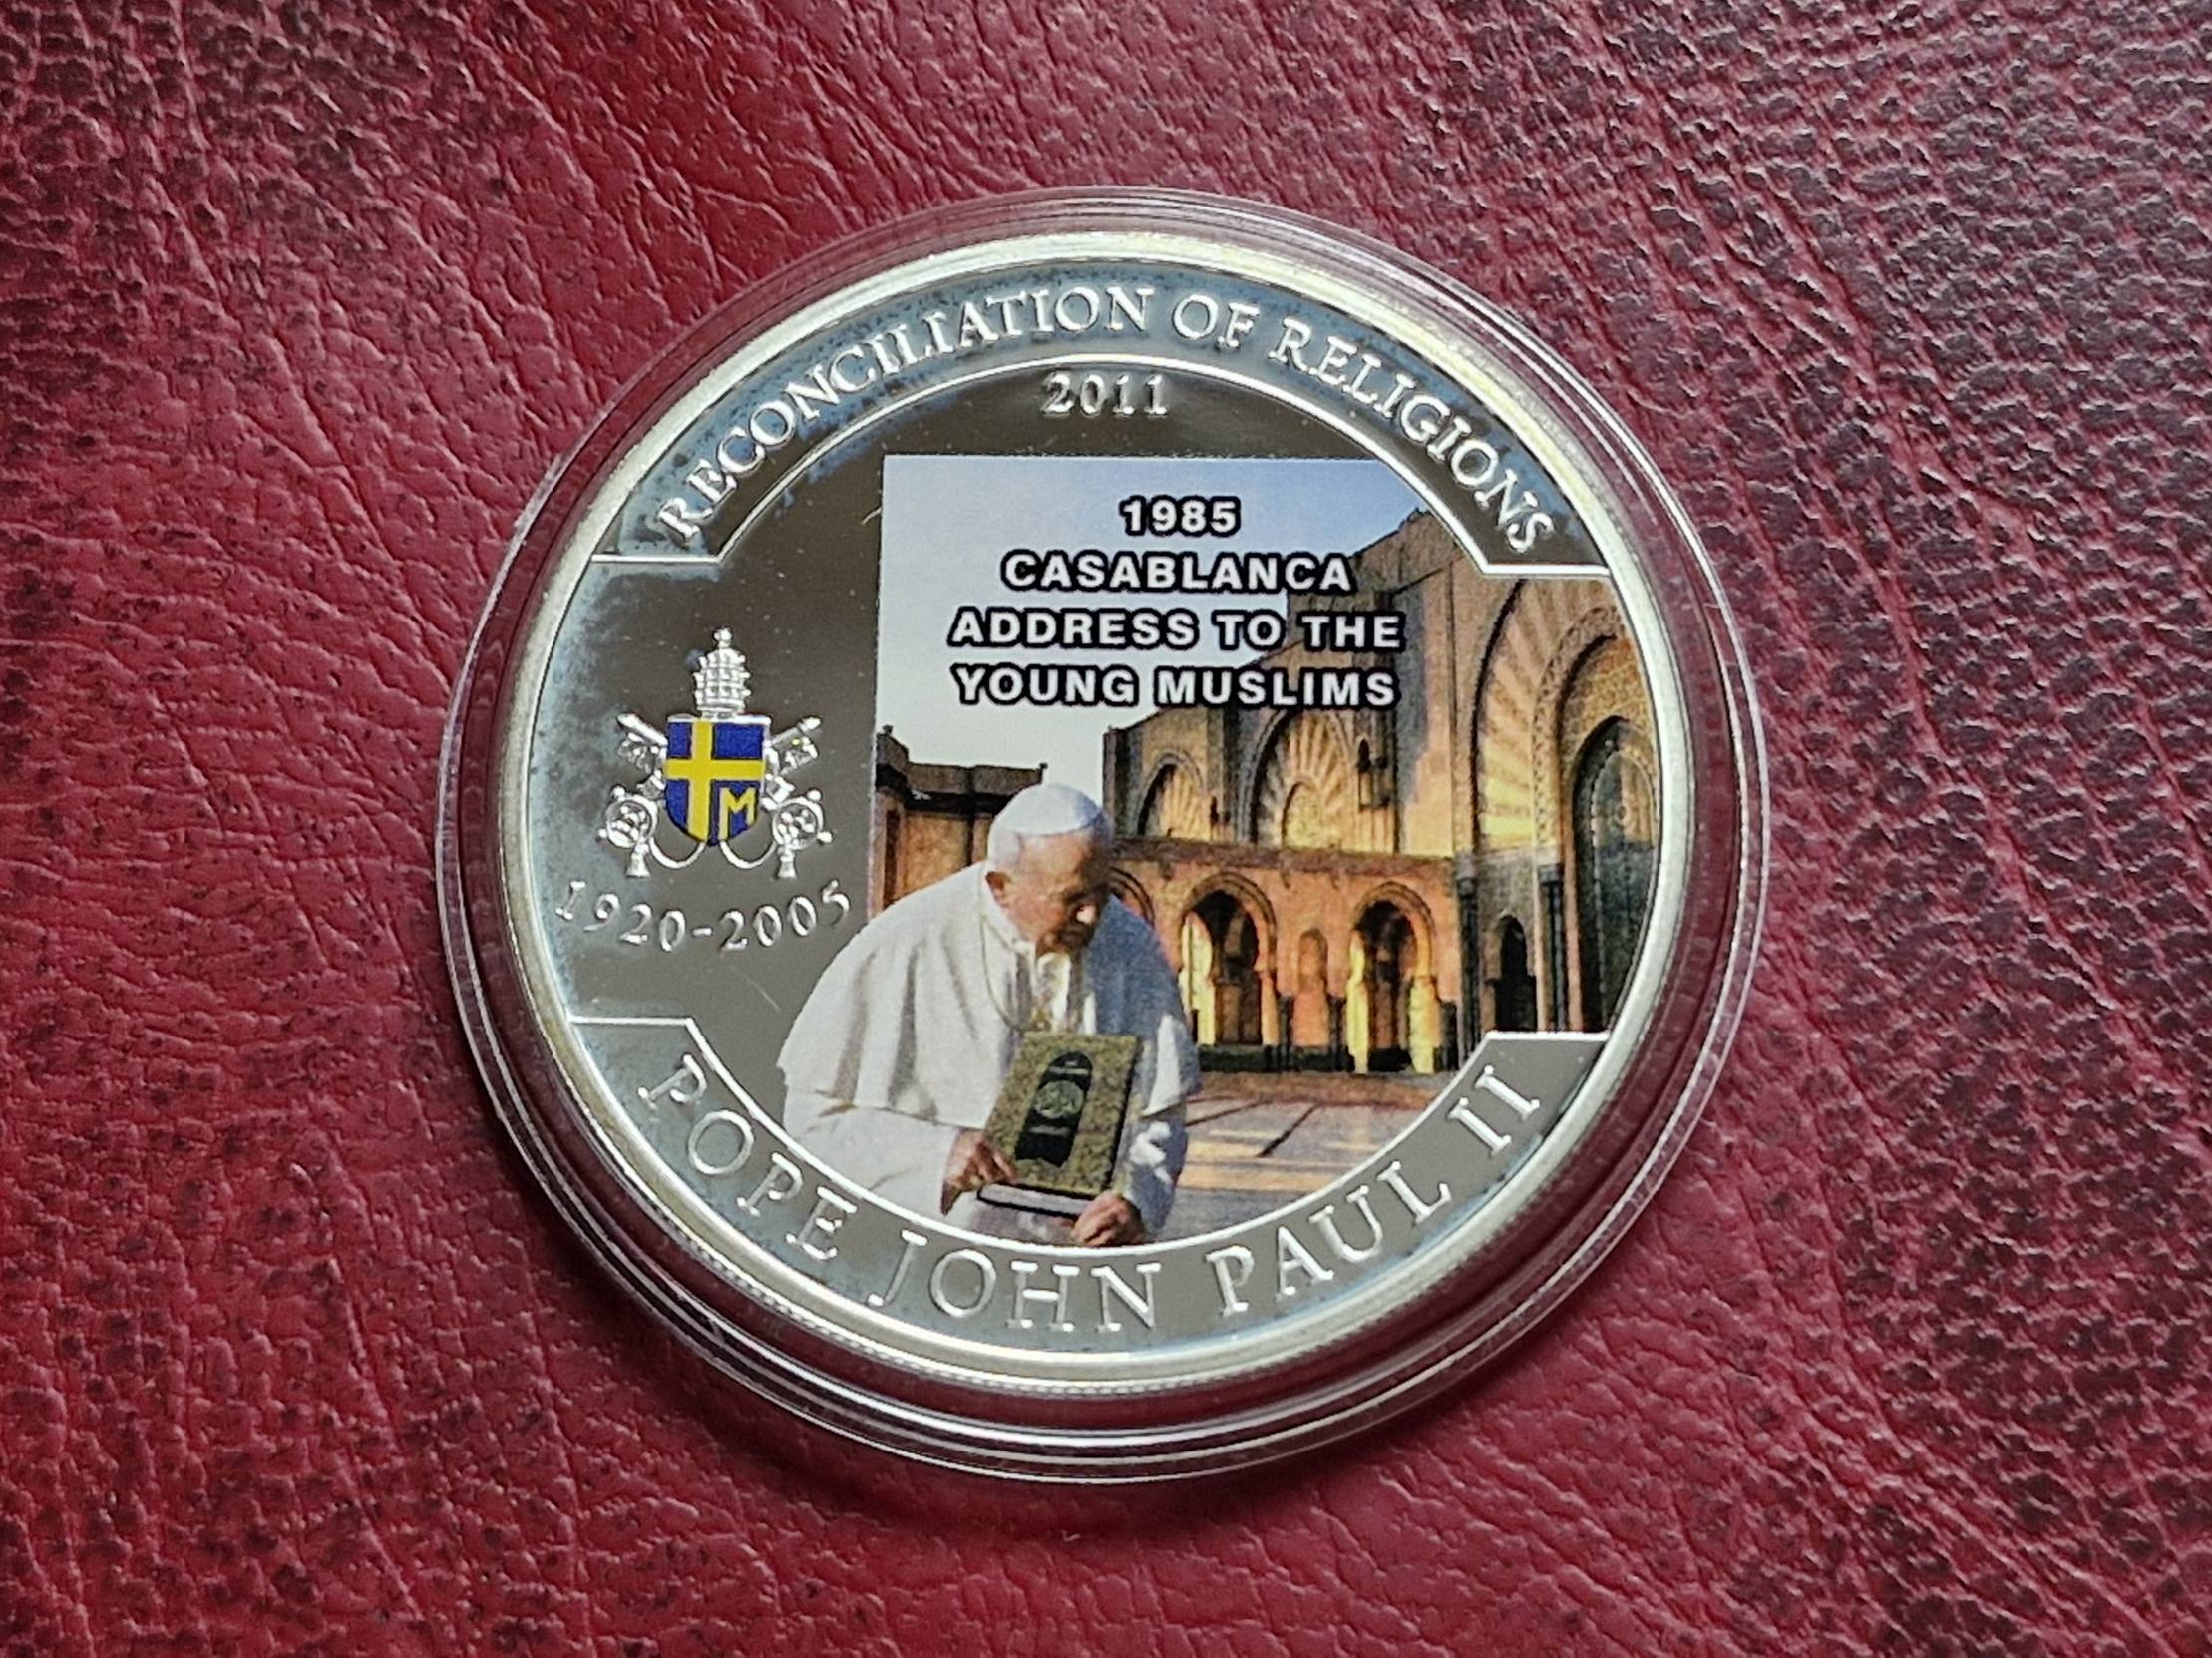 RECONCILIATION OF RELIGIONS
2011
1985
CASABLANCA
ADDRESS TO THE
YOUNG MUSLIMS
M
1920-2005
POPE JOHN PAUL II